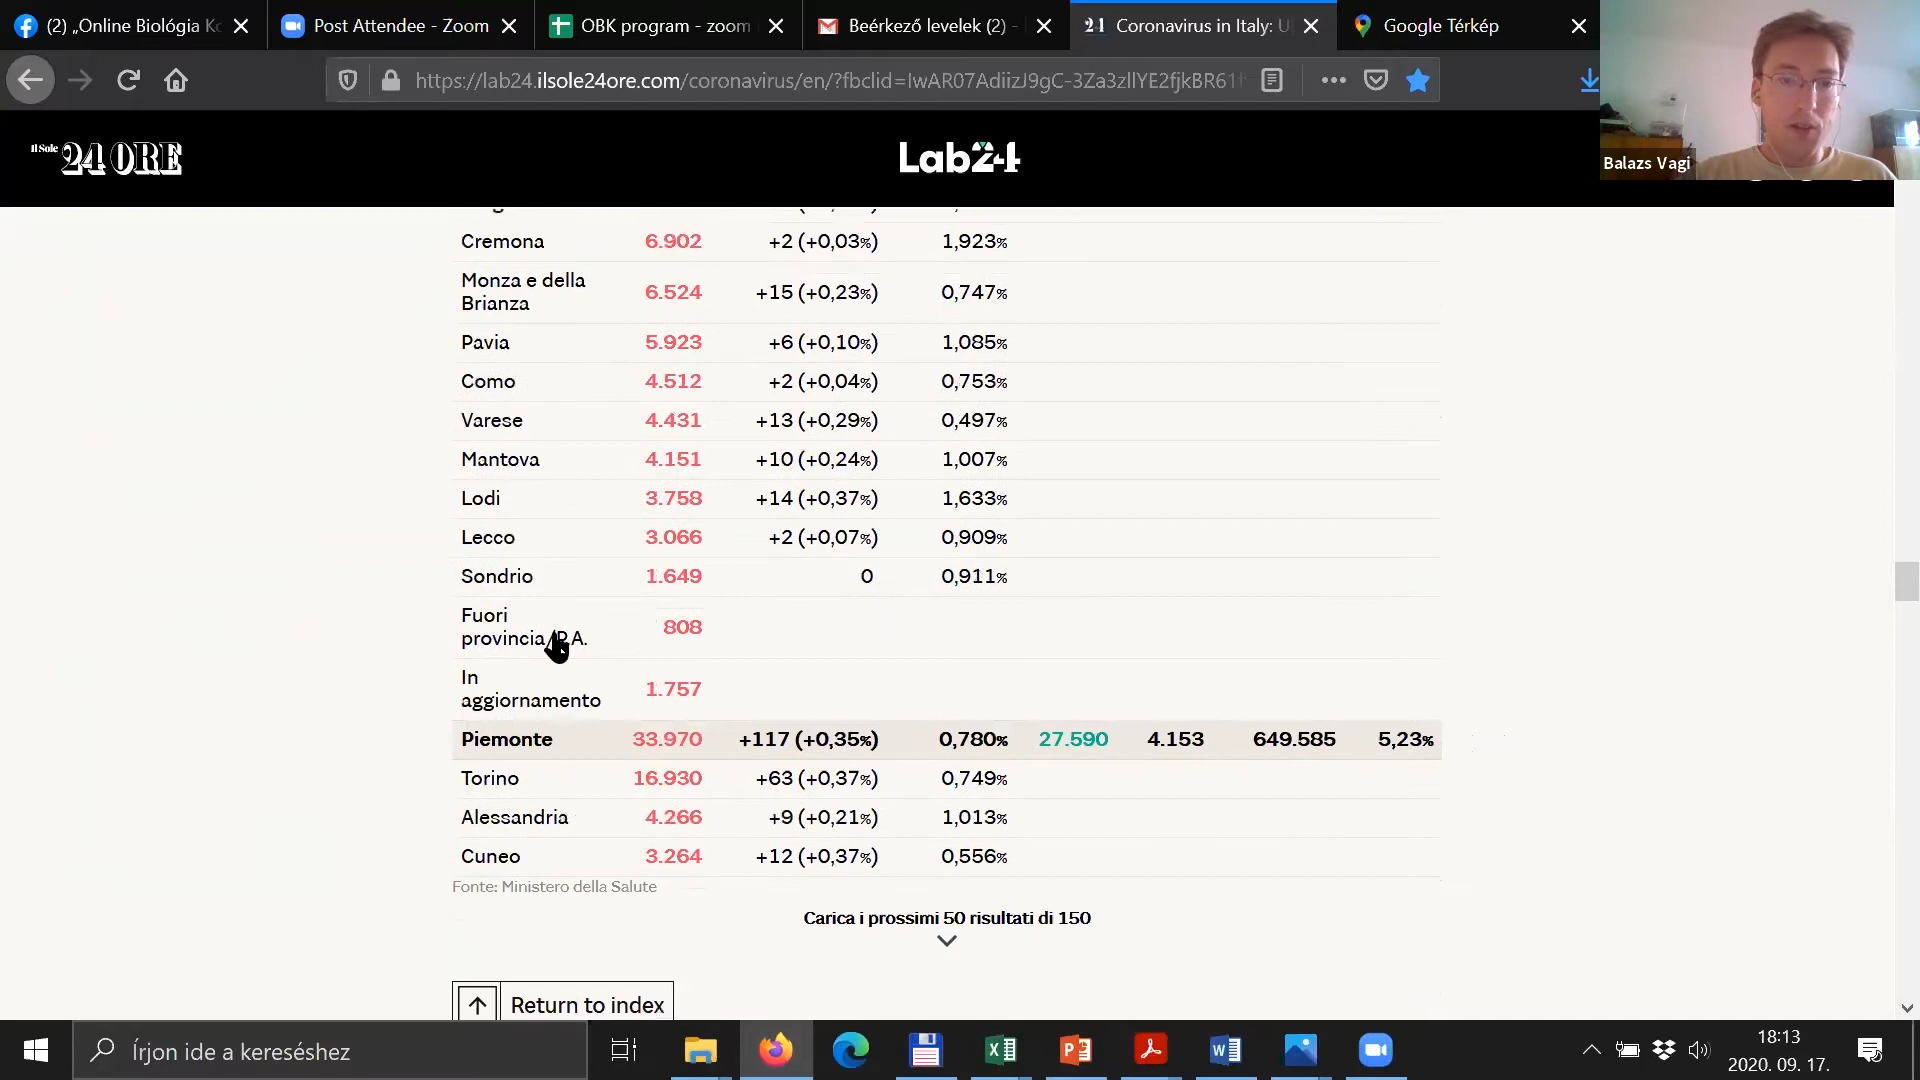 (2) „Online Biológia Ko
Post Attendee - Zoom
OBK program - zoom
Beérkező levelek (2) -
24 Coronavirus in Italy: U
Google Térkép
https://lab24.ilsole24ore.com/coronavirus/en/?fbclid=IwAR07AdiizJ9gC-3Za3zllYE2fjkBR61
Il Sole 24 ORE
Lab24
Balazs Vagi
Cremona 6.902 +2 (+0,03%) 1,923%
Monza e della
Brianza 6.524 +15 (+0,23%) 0,747%
Pavia 5.923 +6 (+0,10%) 1,085%
Como 4.512 +2 (+0,04%) 0,753%
Varese 4.431 +13 (+0,29%) 0,497%
Mantova 4.151 +10 (+0,24%) 1,007%
Lodi 3.758 +14 (+0,37%) 1,633%
Lecco 3.066 +2 (+0,07%) 0,909%
Sondrio 1.649 0 0,911%
Fuori
provincia/P.A. 808
In
aggiornamento 1.757
Piemonte 33.970 +117 (+0,35%) 0,780% 27.590 4.153 649.585 5,23%
Torino 16.930 +63 (+0,37%) 0,749%
Alessandria 4.266 +9 (+0,21%) 1,013%
Cuneo 3.264 +12 (+0,37%) 0,556%
Fonte: Ministero della Salute
Carica i prossimi 50 risultati di 150
Return to index
Írjon ide a kereséshez
18:13
2020. 09. 17.